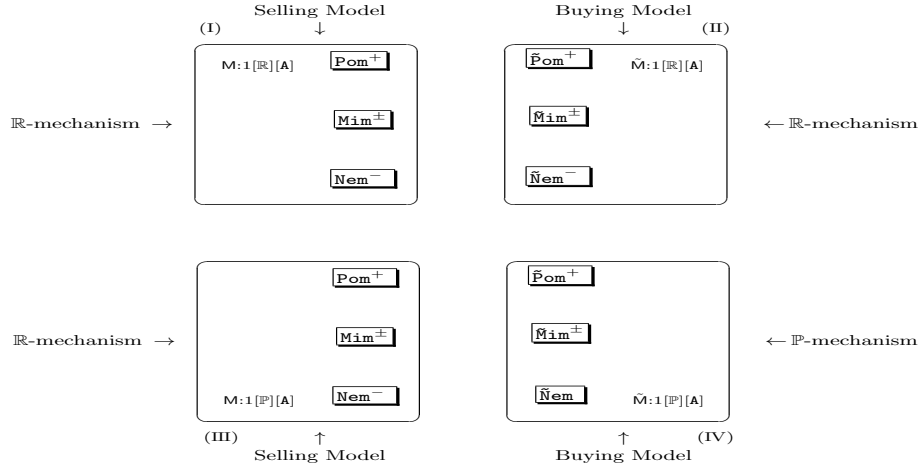 Selling Model Buying Model
(I) ↓ ↓ (II)
M:1[ℝ][A] Pom⁺ P̃om⁺ M̃:1[ℝ][A]
ℝ-mechanism → Mim± M̃im± ← ℝ-mechanism
Nem⁻ Ñem⁻
Pom⁺ P̃om⁺
ℝ-mechanism → Mim± M̃im± ← ℙ-mechanism
M:1[ℙ][A] Nem⁻ Ñem M̃:1[ℙ][A]
(III) ↑ ↑ (IV)
Selling Model Buying Model